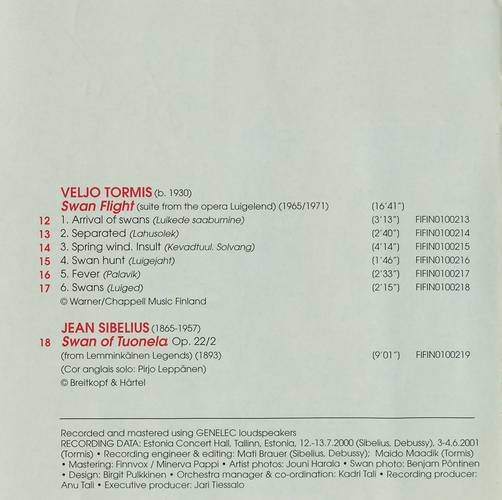 VELJO TORMIS (b. 1930)
Swan Flight (suite from the opera Luigelend) (1965/1971) (16'41")
12 1. Arrival of swans (Luikede saabumine) (3'13") FIFIN0100213
13 2. Separated (Lahusolek) (2'40") FIFIN0100214
14 3. Spring wind. Insult (Kevadtuul. Solvang) (4'14") FIFIN0100215
15 4. Swan hunt (Luigejaht) (1'46") FIFIN0100216
16 5. Fever (Palavik) (2'33") FIFIN0100217
17 6. Swans (Luiged) (2'15") FIFIN0100218
© Warner/Chappell Music Finland
JEAN SIBELIUS (1865-1957)
18 Swan of Tuonela Op. 22/2
(from Lemminkäinen Legends) (1893) (9'01") FIFIN0100219
(Cor anglais solo: Pirjo Leppänen)
© Breitkopf & Härtel
Recorded and mastered using GENELEC loudspeakers
RECORDING DATA: Estonia Concert Hall, Tallinn, Estonia, 12.-13.7.2000 (Sibelius, Debussy), 3-4.6.2001
(Tormis) • Recording engineer & editing: Mati Brauer (Sibelius, Debussy); Maido Maadik (Tormis)
• Mastering: Finnvox / Minerva Pappi • Artist photos: Jouni Harala • Swan photo: Benjam Pöntinen
• Design: Birgit Pulkkinen • Orchestra manager & co-ordination: Kadri Tali • Recording producer:
Anu Tali • Executive producer: Jari Tiessalo